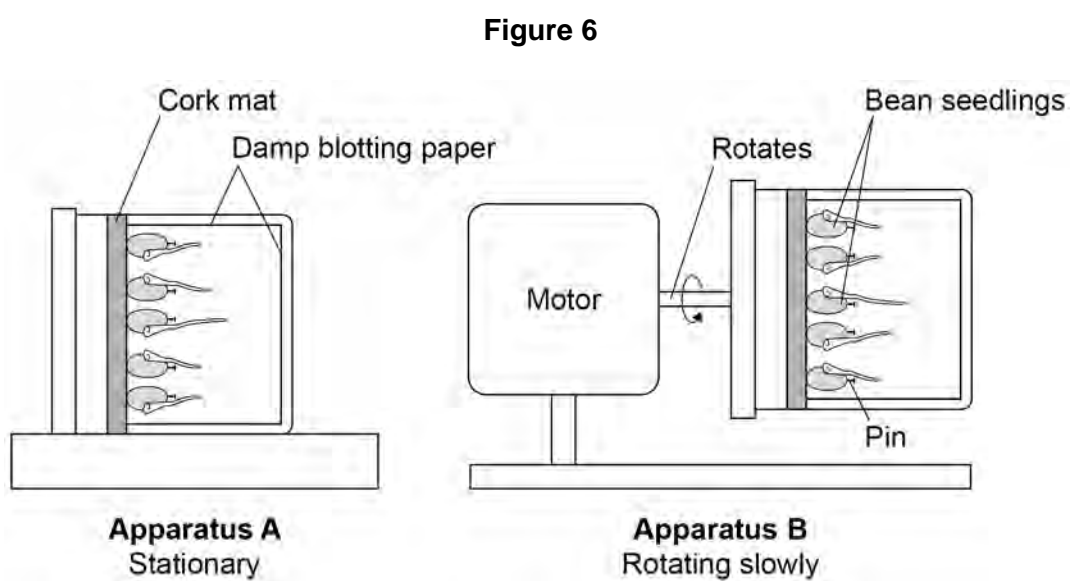 Figure 6
Cork mat
Damp blotting paper
Bean seedlings
Rotates
Motor
Pin
Apparatus A
Stationary
Apparatus B
Rotating slowly